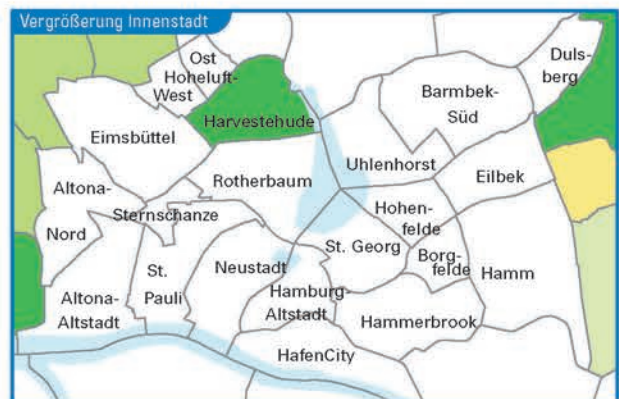 Vergrößerung Innenstadt
Ost
Hoheluft-
West
Duls-
berg
Barmbek-
Süd
Harvestehude
Eimsbüttel
Uhlenhorst
Eilbek
Altona-
Nord
Rotherbaum
Sternschanze
Hohen-
felde
St. Georg
Borg-
felde
Hamm
St.
Pauli
Neustadt
Altona-
Altstadt
Hamburg-
Altstadt
Hammerbrook
HafenCity